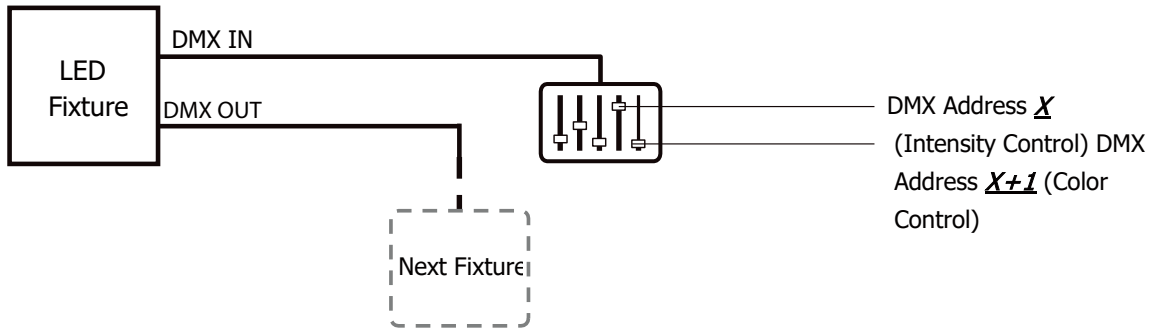 DMX IN
LED
Fixture
DMX OUT
DMX Address X
(Intensity Control) DMX
Address X+1 (Color
Control)
Next Fixture